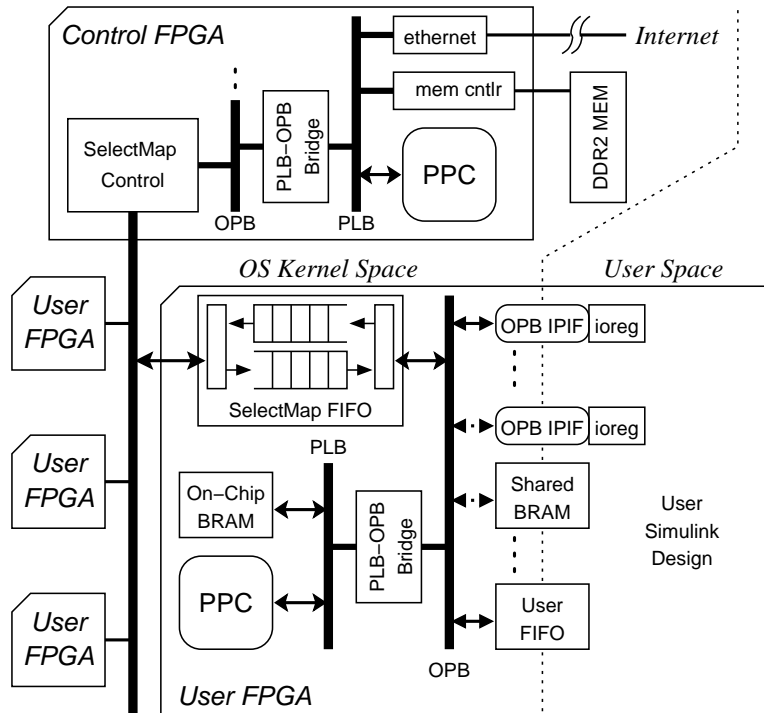 Control FPGA
ethernet
Internet
mem cntlr
DDR2 MEM
SelectMap
Control
PLB−OPB
Bridge
PPC
OPB
PLB
OS Kernel Space
User Space
User
FPGA
OPB IPIF
ioreg
SelectMap FIFO
OPB IPIF
ioreg
User
FPGA
PLB
On−Chip
BRAM
PLB−OPB
Bridge
Shared
BRAM
User
Simulink
Design
PPC
User
FIFO
User
FPGA
OPB
User FPGA